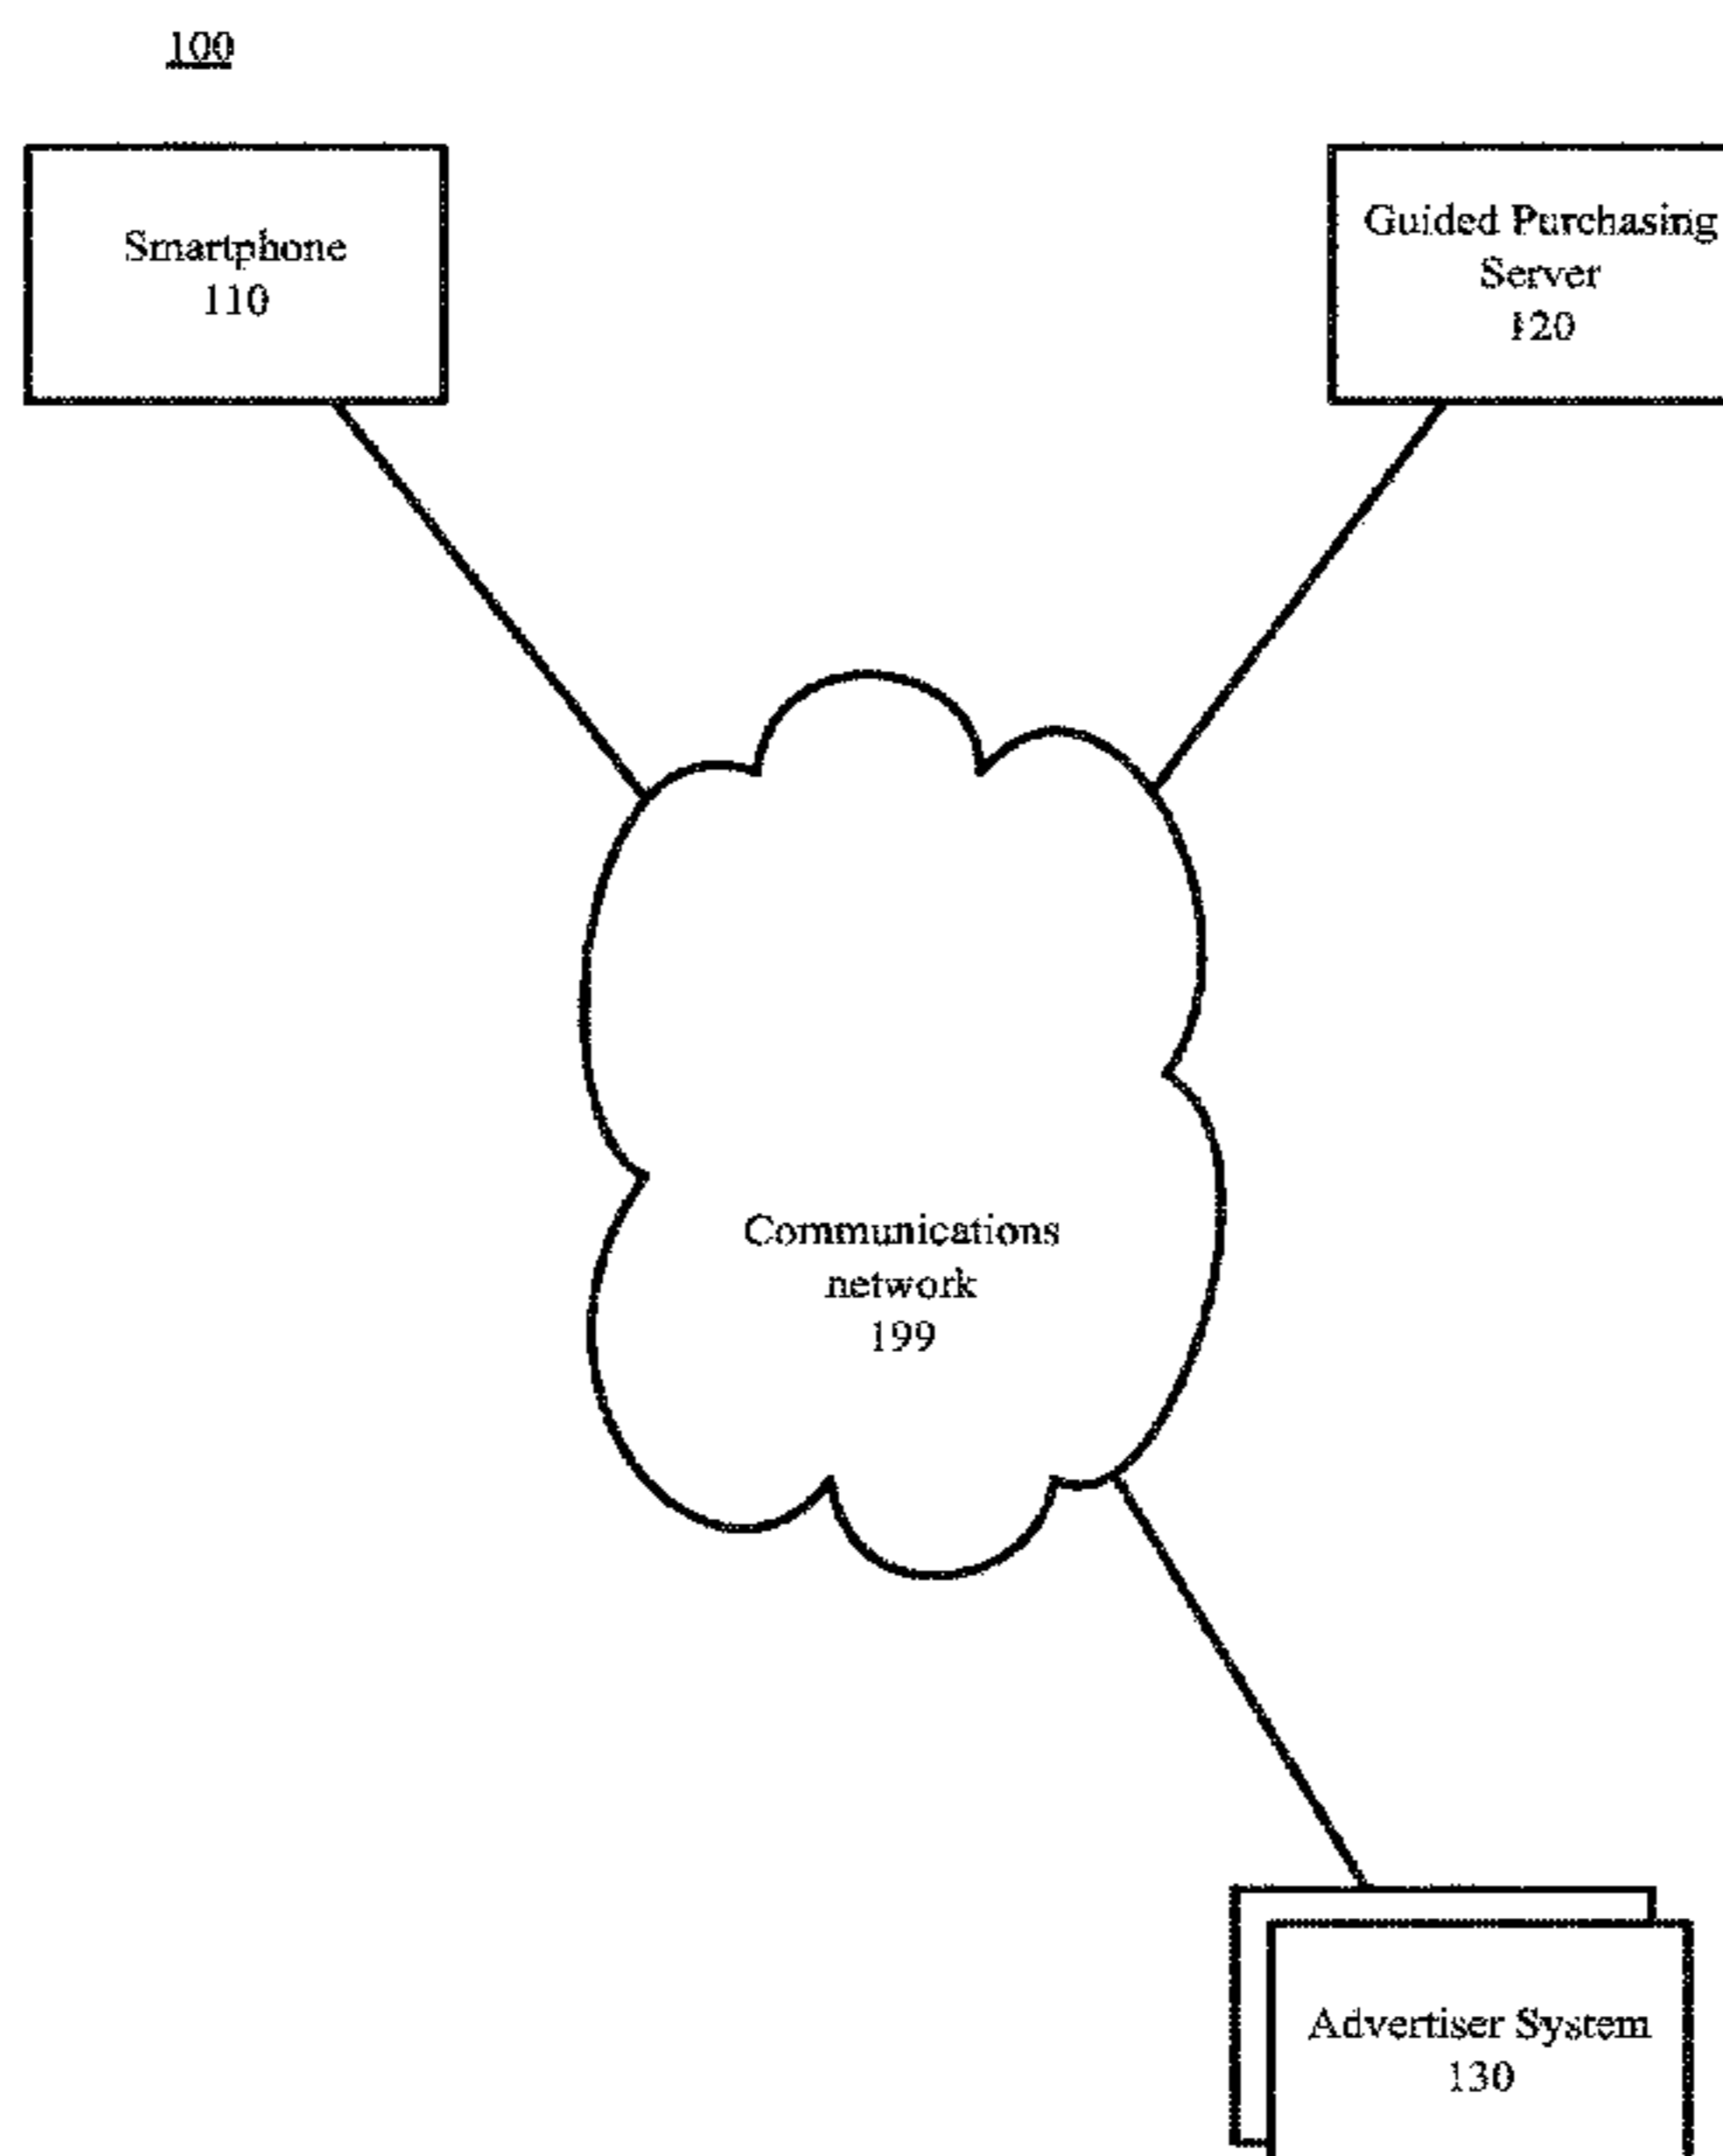 100
Smartphone
110
Guided Purchasing
Server
120
Communications
network
199
Advertiser System
130